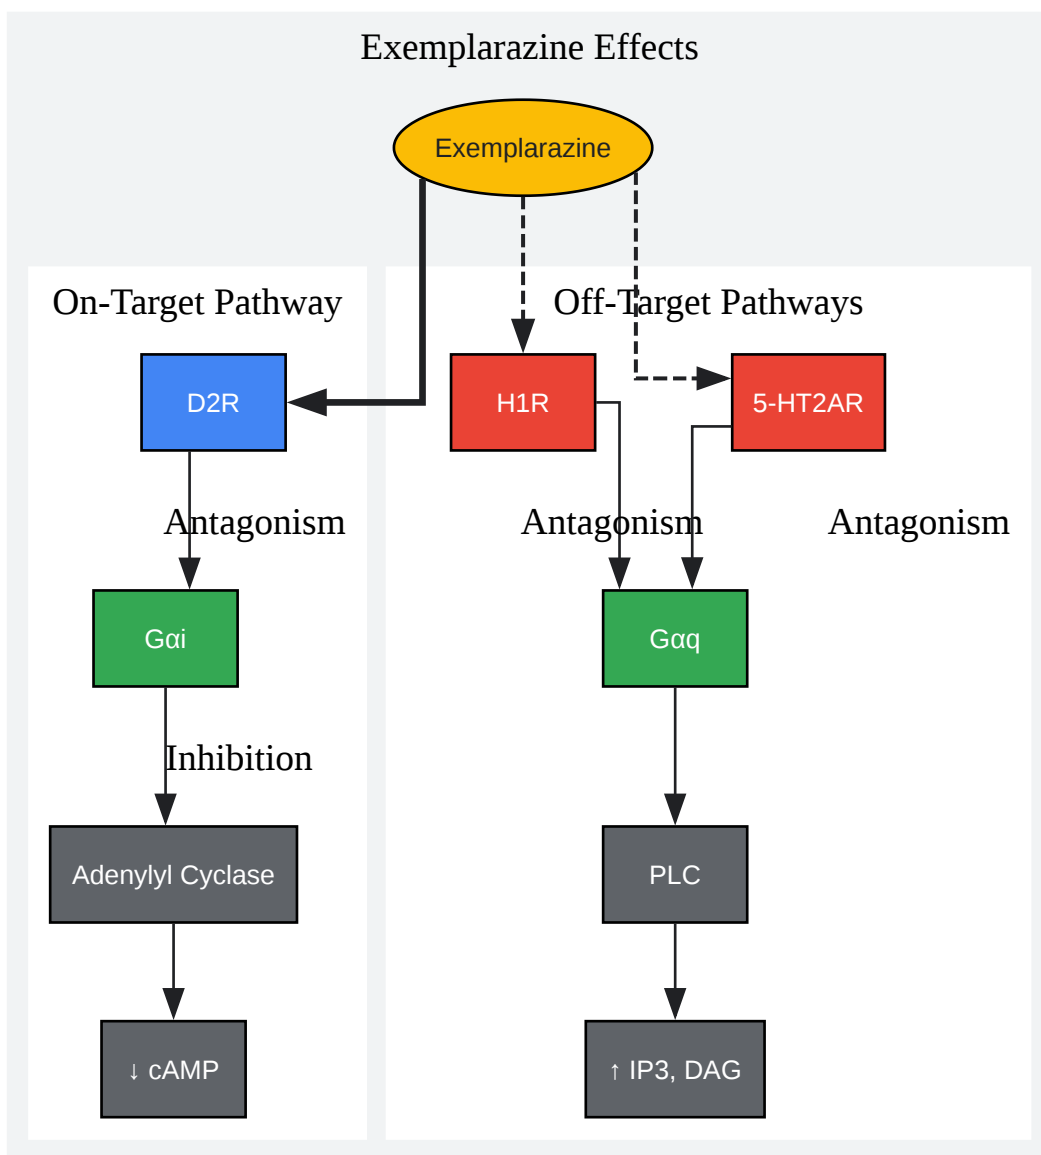 Exemplarazine Effects
Exemplarazine
On-Target Pathway
Off-Target Pathways
D2R
H1R
5-HT2AR
Antagonism
Antagonism
Antagonism
Gαi
Gαq
Inhibition
Adenylyl Cyclase
PLC
↓ cAMP
↑ IP3, DAG